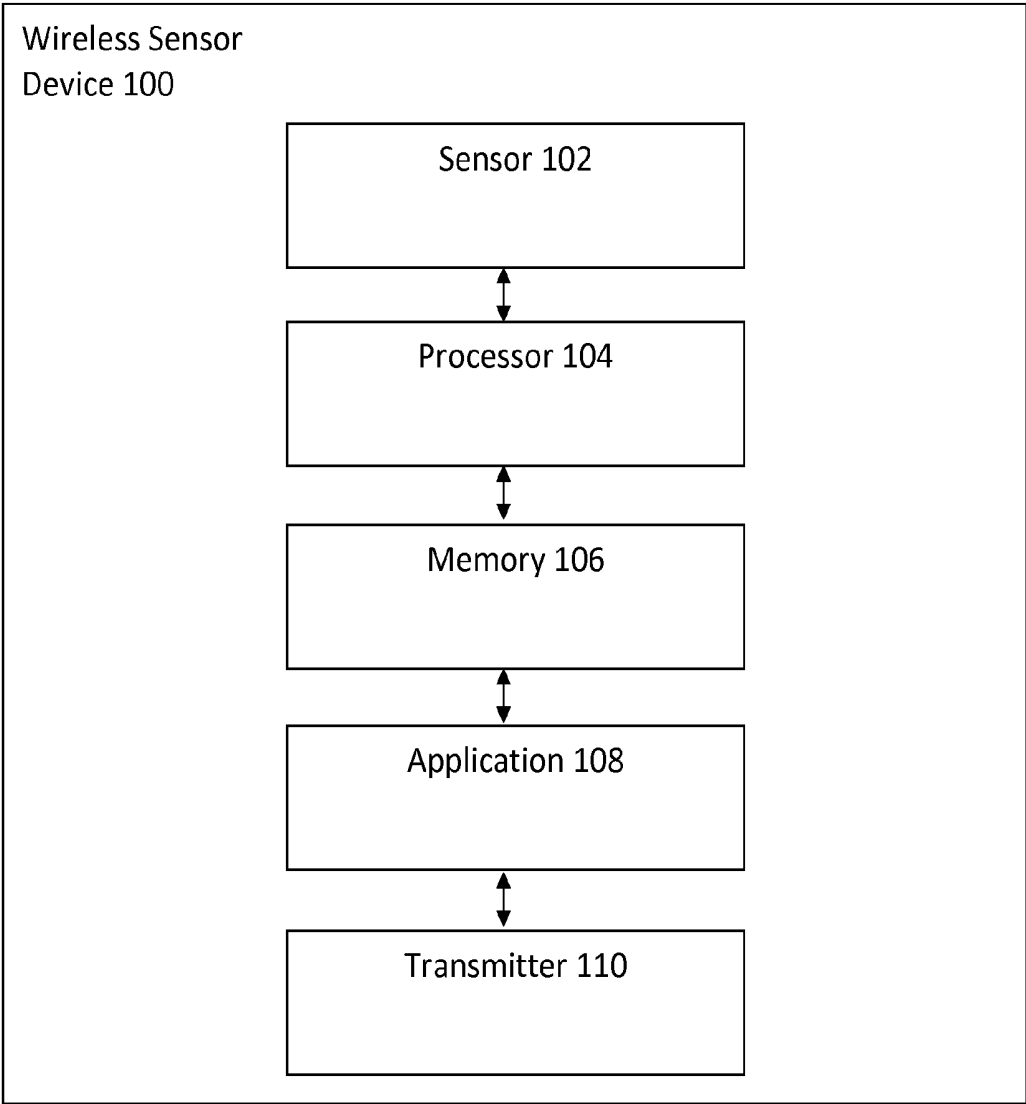 Wireless Sensor
Device 100
Sensor 102
Processor 104
Memory 106
Application 108
Transmitter 110